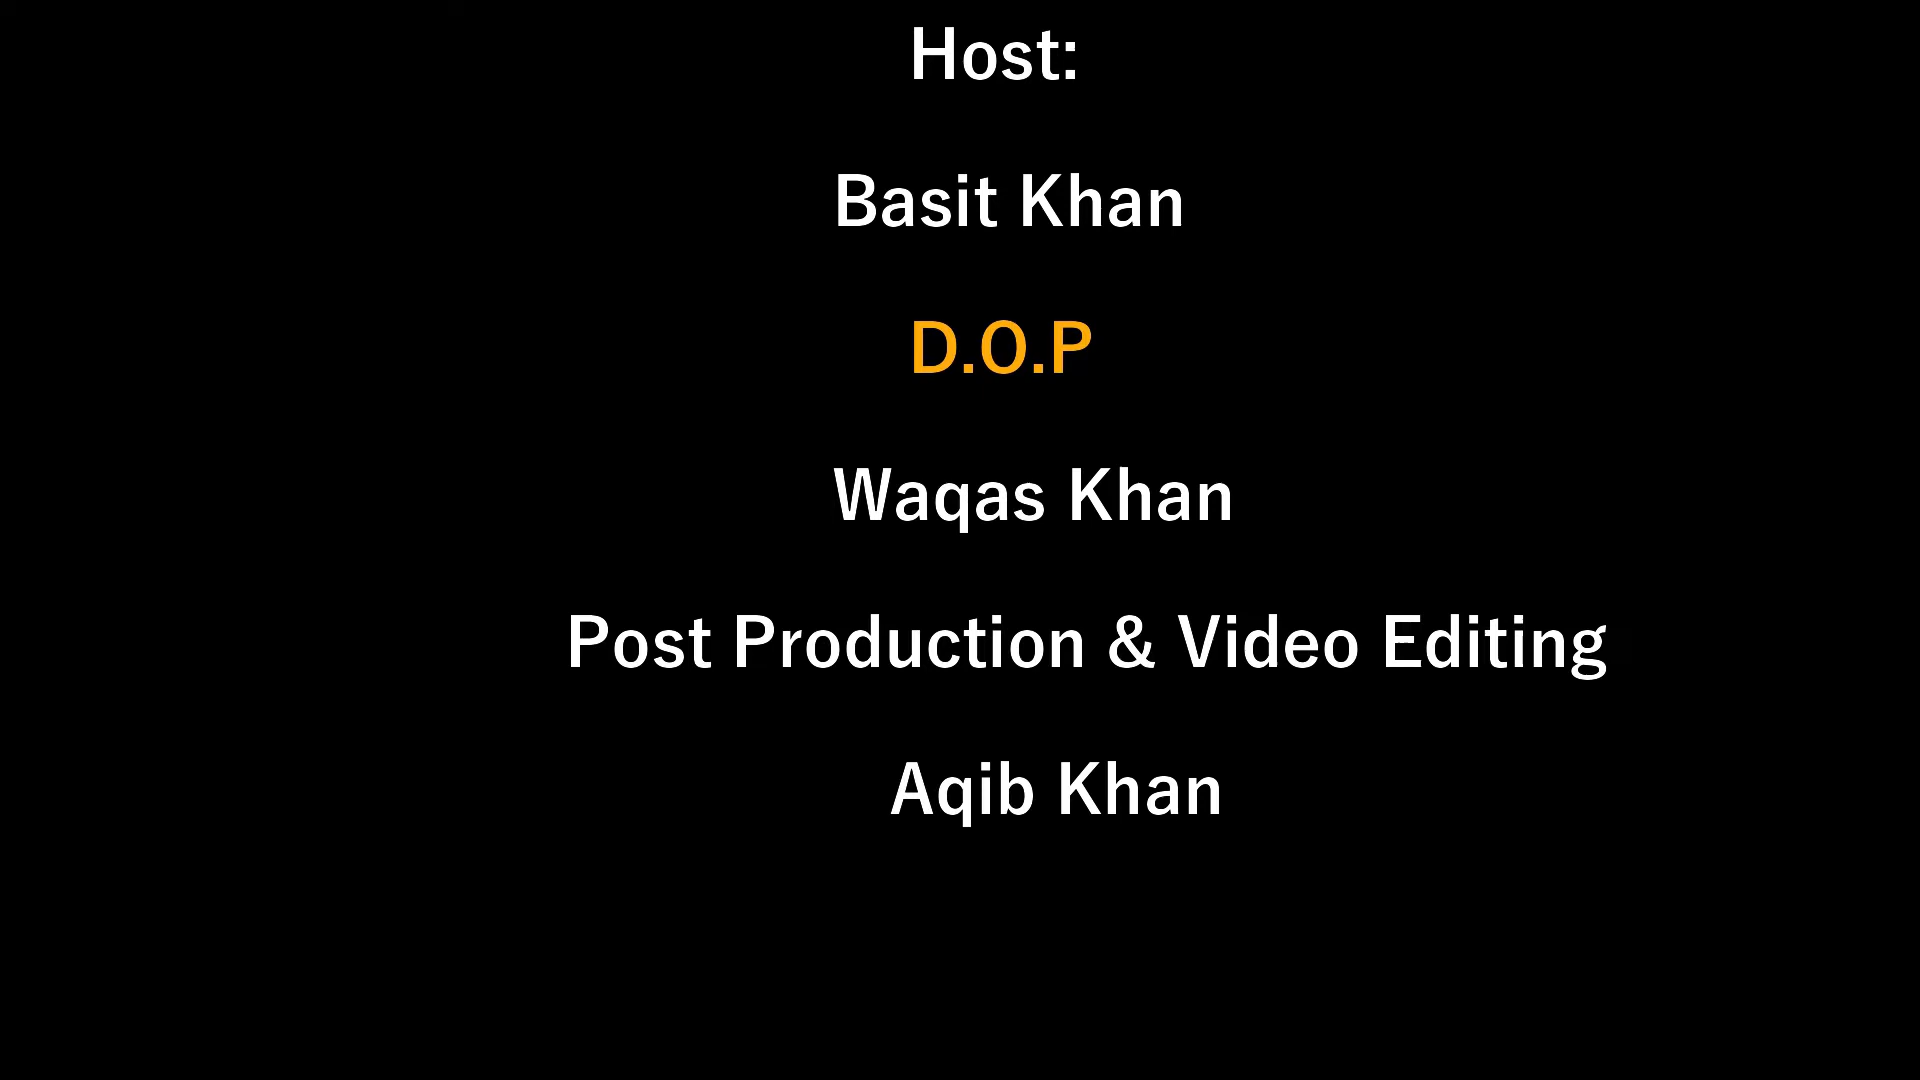 Host:
Basit Khan
D.O.P
Waqas Khan
Post Production & Video Editing
Aqib Khan